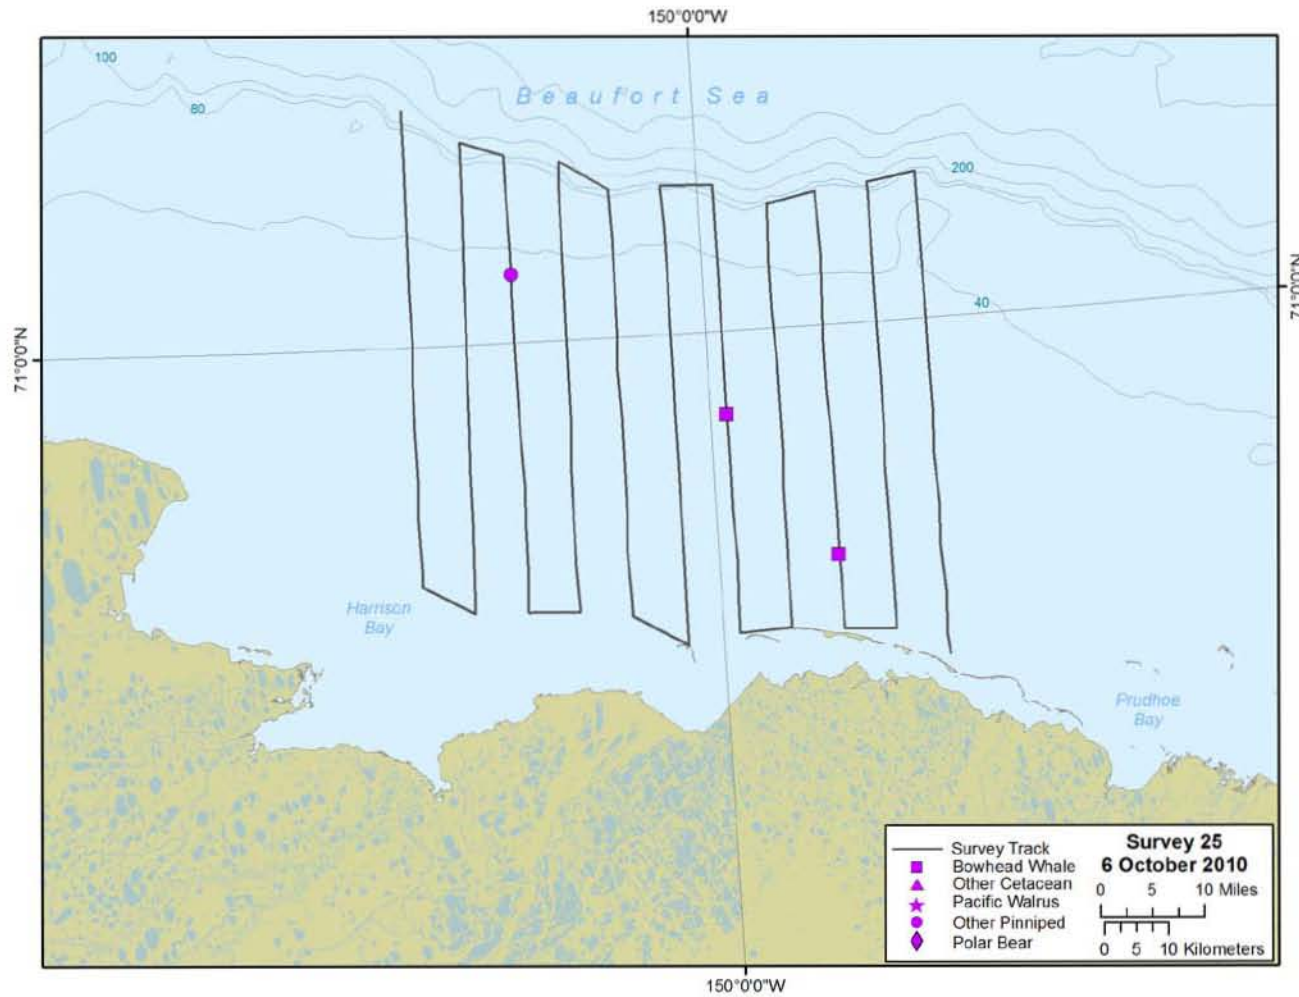 150°0'0"W
100
80
Beaufort Sea
200
40
71°0'0"N
71°0'0"N
Harrison
Bay
Prudhoe
Bay
Survey Track
Bowhead Whale
Other Cetacean
Pacific Walrus
Other Pinniped
Polar Bear
Survey 25
6 October 2010
0 5 10 Miles
0 5 10 Kilometers
150°0'0"W